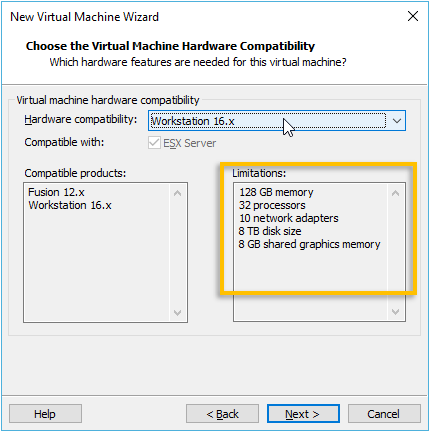 New Virtual Machine Wizard
Choose the Virtual Machine Hardware Compatibility
Which hardware features are needed for this virtual machine?
Virtual machine hardware compatibility
Hardware compatibility: Workstation 16.x
Compatible with: ESX Server
Compatible products:
Fusion 12.x
Workstation 16.x
Limitations:
128 GB memory
32 processors
10 network adapters
8 TB disk size
8 GB shared graphics memory
Help < Back Next > Cancel